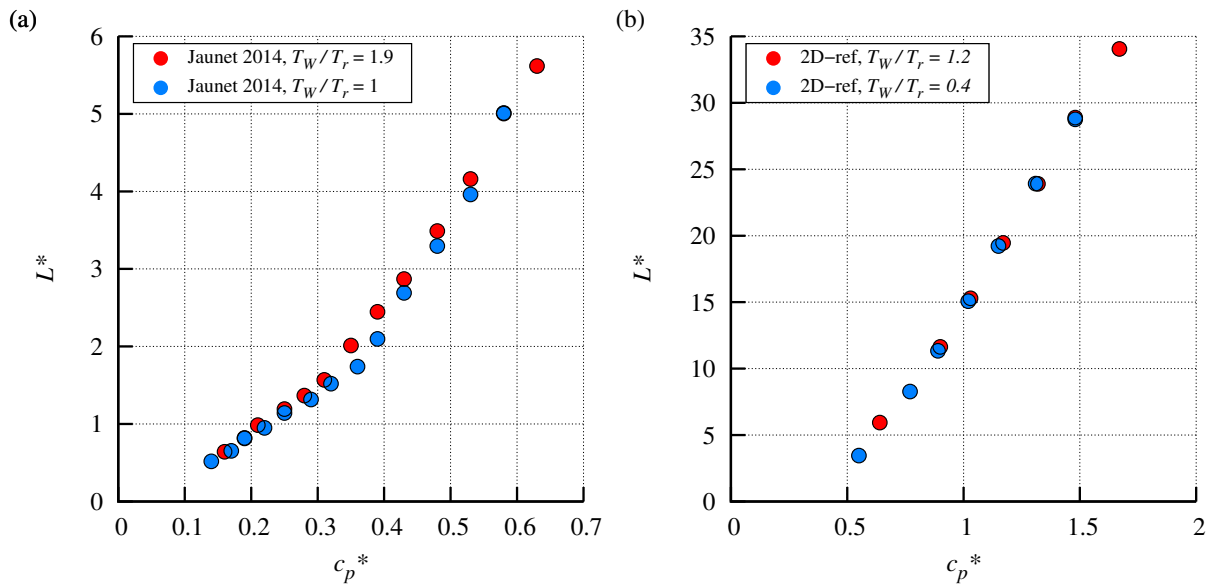 (a)
6
5
4
3
2
1
0
L*
Jaunet 2014, T_W/T_r = 1.9
Jaunet 2014, T_W/T_r = 1
0 0.2 0.3 0.4 0.5 0.6 0.7
c_p*
(b)
35
30
25
20
15
10
5
0
L*
2D−ref, T_W/T_r = 1.2
2D−ref, T_W/T_r = 0.4
0 0.5 1 1.5 2
c_p*